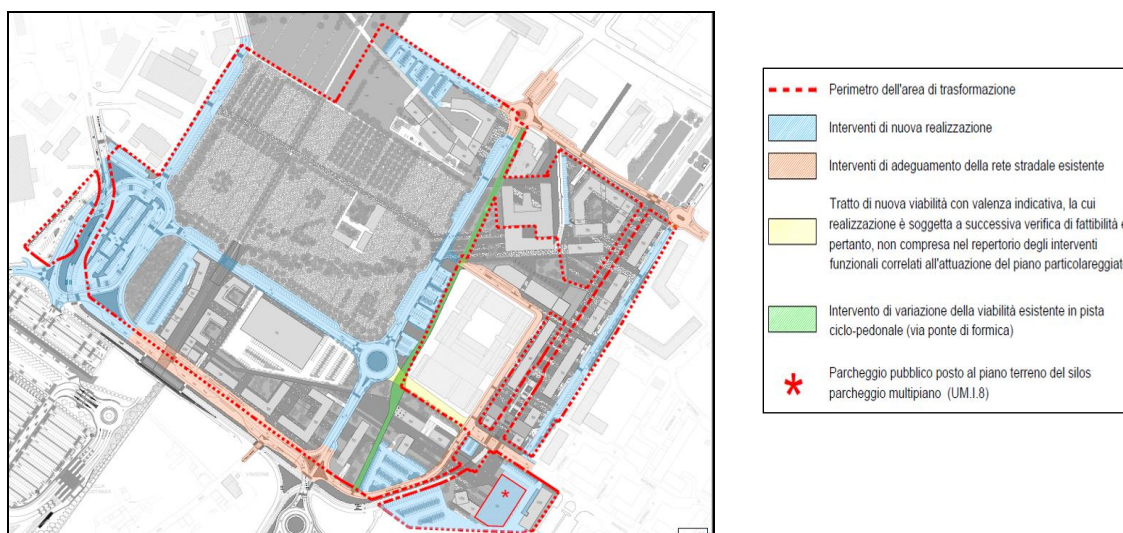 Perimetro dell'area di trasformazione
Interventi di nuova realizzazione
Interventi di adeguamento della rete stradale esistente
Tratto di nuova viabilità con valenza indicativa, la cui
realizzazione è soggetta a successiva verifica di fattibilità e
pertanto, non compresa nel repertorio degli interventi
funzionali correlati all'attuazione del piano particolareggiat
Intervento di variazione della viabilità esistente in pista
ciclo-pedonale (via ponte di formica)
Parcheggio pubblico posto al piano terreno del silos
parcheggio multipiano (UM.I.8)